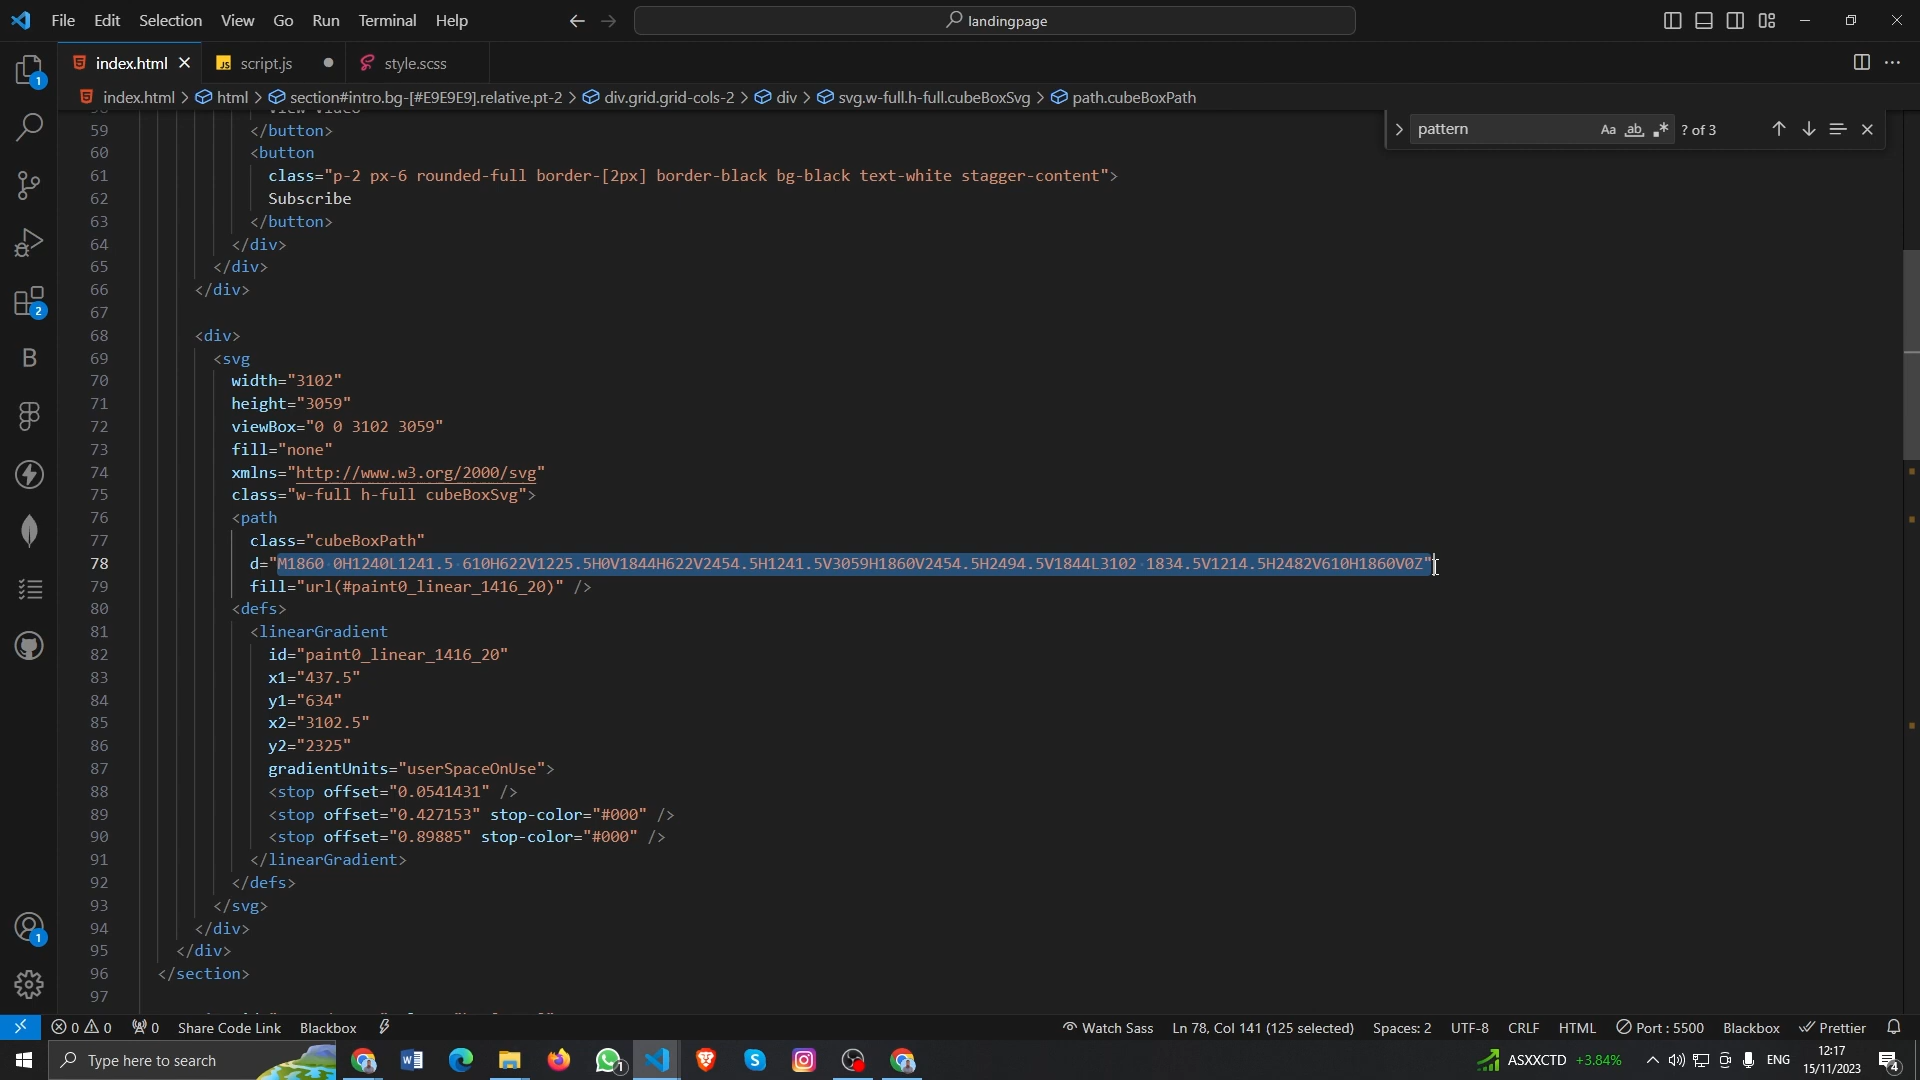 File Edit Selection View Go Run Terminal Help
landingpage
index.html
script.js
style.scss
index.html > html > section#intro.bg-[#E9E9E9].relative.pt-2 > div.grid.grid-cols-2 > div > svg.w-full.h-full.cubeBoxSvg > path.cubeBoxPath
pattern
Aa ab .* ? of 3
59 </button>
60 <button
61 class="p-2 px-6 rounded-full border-[2px] border-black bg-black text-white stagger-content">
62 Subscribe
63 </button>
64 </div>
65 </div>
66 </div>
67
68 <div>
69 <svg
70 width="3102"
71 height="3059"
72 viewBox="0 0 3102 3059"
73 fill="none"
74 xmlns="http://www.w3.org/2000/svg"
75 class="w-full h-full cubeBoxSvg">
76 <path
77 class="cubeBoxPath"
78 d="M1860 0H1240L1241.5 610H622V1225.5H0V1844H622V2454.5H1241.5V3059H1860V2454.5H2494.5V1844L3102 1834.5V1214.5H2482V610H1860V0Z"
79 fill="url(#paint0_linear_1416_20)" />
80 <defs>
81 <linearGradient
82 id="paint0_linear_1416_20"
83 x1="437.5"
84 y1="634"
85 x2="3102.5"
86 y2="2325"
87 gradientUnits="userSpaceOnUse">
88 <stop offset="0.0541431" />
89 <stop offset="0.427153" stop-color="#000" />
90 <stop offset="0.89885" stop-color="#000" />
91 </linearGradient>
92 </defs>
93 </svg>
94 </div>
95 </div>
96 </section>
97
1
2
B
1
0 0 0 Share Code Link Blackbox
Watch Sass Ln 78, Col 141 (125 selected) Spaces: 2 UTF-8 CRLF HTML Port : 5500 Blackbox Prettier
Type here to search
1
ASXXCTD +3.84%
ENG
12:17
15/11/2023
4